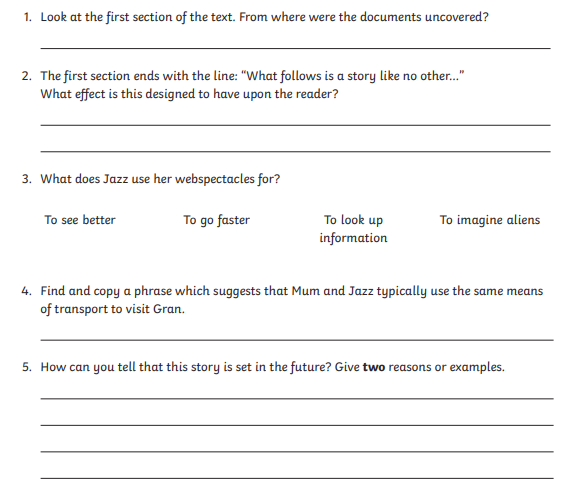 1. Look at the first section of the text. From where were the documents uncovered?
2. The first section ends with the line: “What follows is a story like no other...”
What effect is this designed to have upon the reader?
3. What does Jazz use her webspectacles for?
To see better To go faster To look up To imagine aliens
information
4. Find and copy a phrase which suggests that Mum and Jazz typically use the same means
of transport to visit Gran.
5. How can you tell that this story is set in the future? Give two reasons or examples.